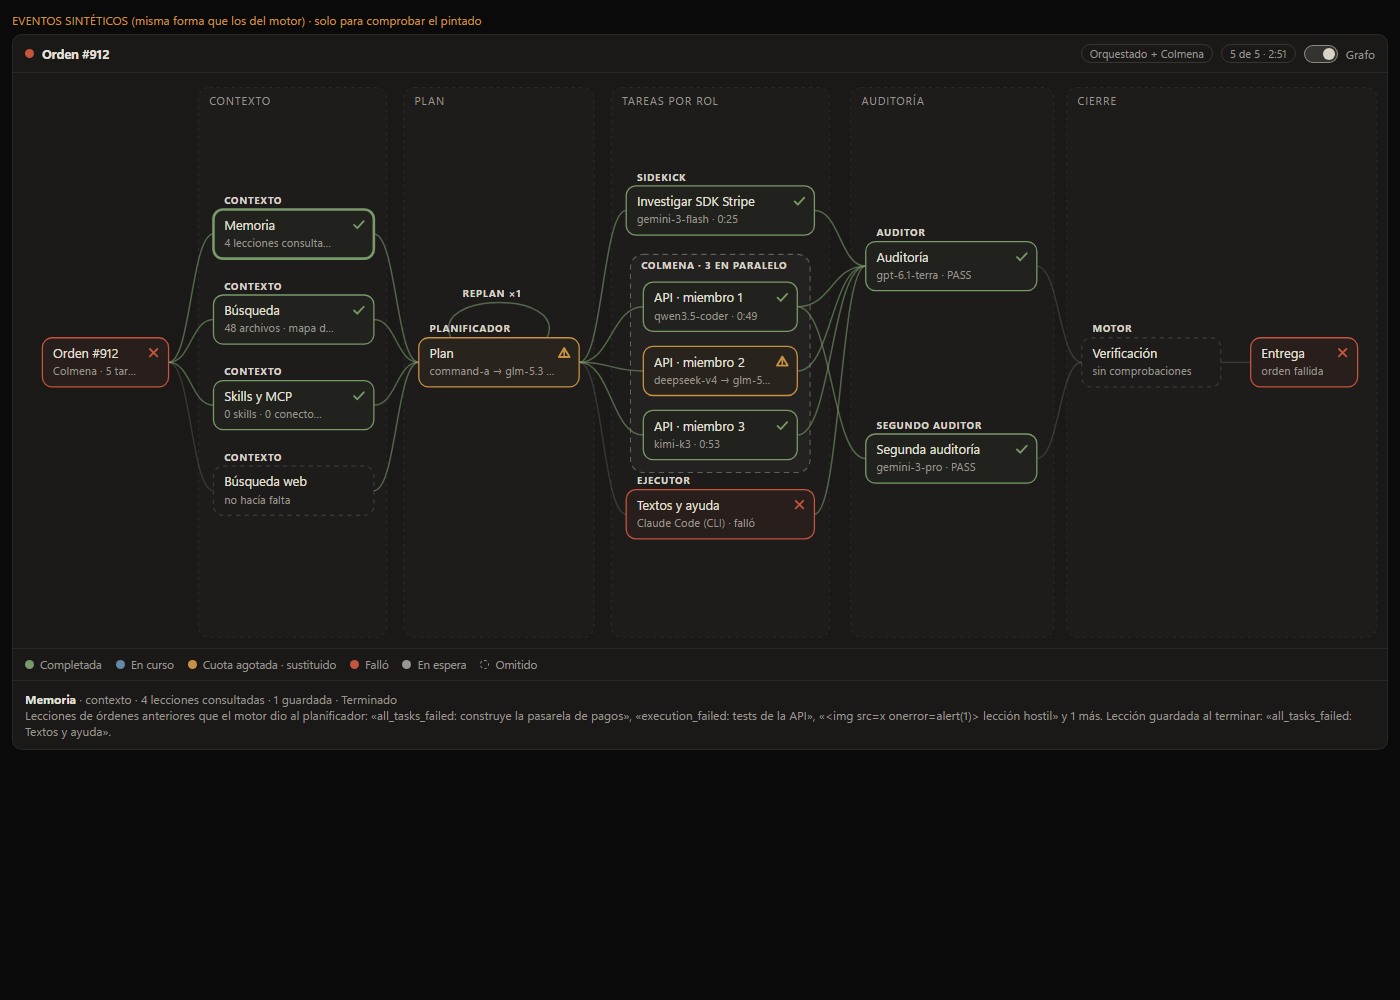 EVENTOS SINTÉTICOS (misma forma que los del motor) · solo para comprobar el pintado
Orden #912
Orquestado + Colmena
5 de 5 · 2:51
Grafo
CONTEXTO
PLAN
TAREAS POR ROL
AUDITORÍA
CIERRE
Orden #912
Colmena · 5 tar...
CONTEXTO
Memoria
4 lecciones consulta...
CONTEXTO
Búsqueda
48 archivos · mapa d...
CONTEXTO
Skills y MCP
0 skills · 0 conecto...
CONTEXTO
Búsqueda web
no hacía falta
REPLAN ×1
PLANIFICADOR
Plan
command-a → glm-5.3 ...
SIDEKICK
Investigar SDK Stripe
gemini-3-flash · 0:25
COLMENA · 3 EN PARALELO
API · miembro 1
qwen3.5-coder · 0:49
API · miembro 2
deepseek-v4 → glm-5...
API · miembro 3
kimi-k3 · 0:53
EJECUTOR
Textos y ayuda
Claude Code (CLI) · falló
AUDITOR
Auditoría
gpt-6.1-terra · PASS
SEGUNDO AUDITOR
Segunda auditoría
gemini-3-pro · PASS
MOTOR
Verificación
sin comprobaciones
Entrega
orden fallida
Completada
En curso
Cuota agotada · sustituido
Falló
En espera
Omitido
Memoria · contexto · 4 lecciones consultadas · 1 guardada · Terminado
Lecciones de órdenes anteriores que el motor dio al planificador: «all_tasks_failed: construye la pasarela de pagos», «execution_failed: tests de la API», «<img src=x onerror=alert(1)> lección hostil» y 1 más. Lección guardada al terminar: «all_tasks_failed:
Textos y ayuda».